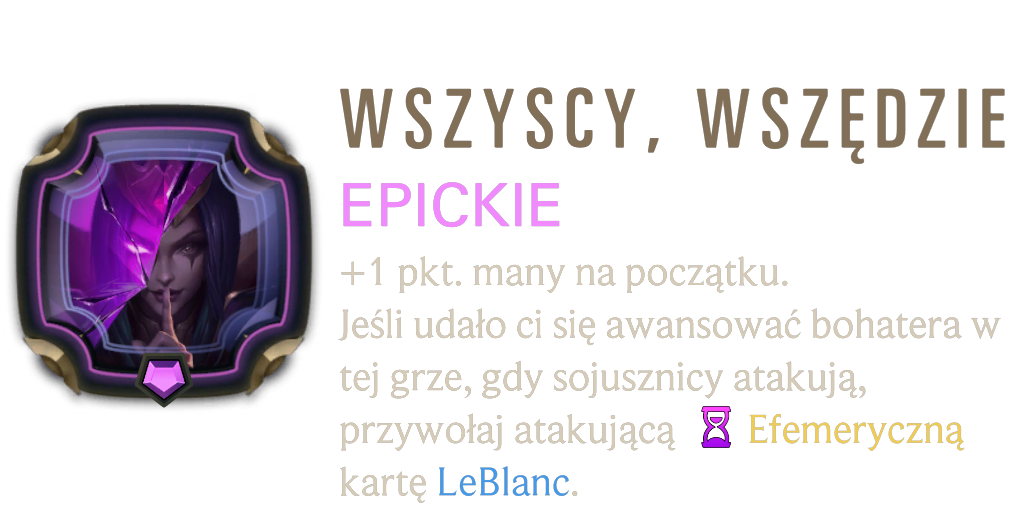 WSZYSCY, WSZĘDZIE
EPICKIE
+1 pkt. many na początku.
Jeśli udało ci się awansować bohatera w
tej grze, gdy sojusznicy atakują,
przywołaj atakującą Efemeryczną
kartę LeBlanc.